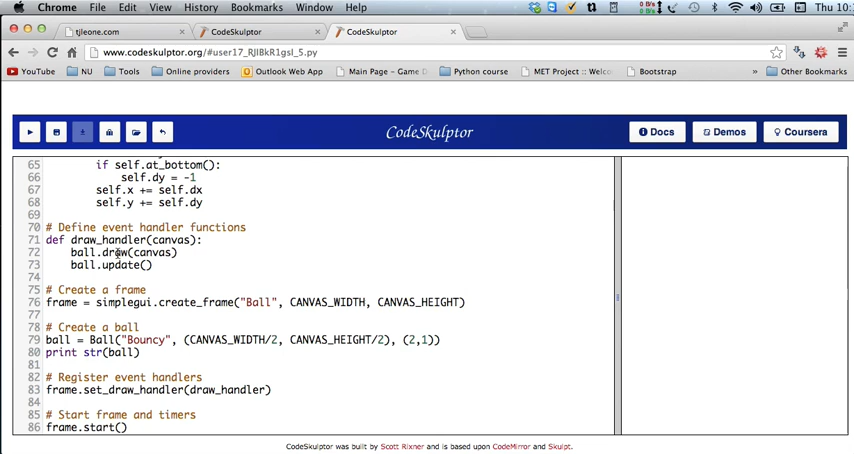 Chrome File Edit View History Bookmarks Window Help 0 B/s 0 B/s Thu 10:
tjleone.com CodeSkulptor CodeSkulptor
www.codeskulptor.org/#user17_RJIBkR1gsl_5.py
YouTube NU Tools Online providers Outlook Web App Main Page - Game D Python course MET Project :: Welco Bootstrap » Other Bookmarks
CodeSkulptor Docs Demos Coursera
65 if self.at_bottom():
66 self.dy = -1
67 self.x += self.dx
68 self.y += self.dy
69
70 # Define event handler functions
71 def draw_handler(canvas):
72 ball.draw(canvas)
73 ball.update()
74
75 # Create a frame
76 frame = simplegui.create_frame("Ball", CANVAS_WIDTH, CANVAS_HEIGHT)
77
78 # Create a ball
79 ball = Ball("Bouncy", (CANVAS_WIDTH/2, CANVAS_HEIGHT/2), (2,1))
80 print str(ball)
81
82 # Register event handlers
83 frame.set_draw_handler(draw_handler)
84
85 # Start frame and timers
86 frame.start()
CodeSkulptor was built by Scott Rixner and is based upon CodeMirror and Skulpt.